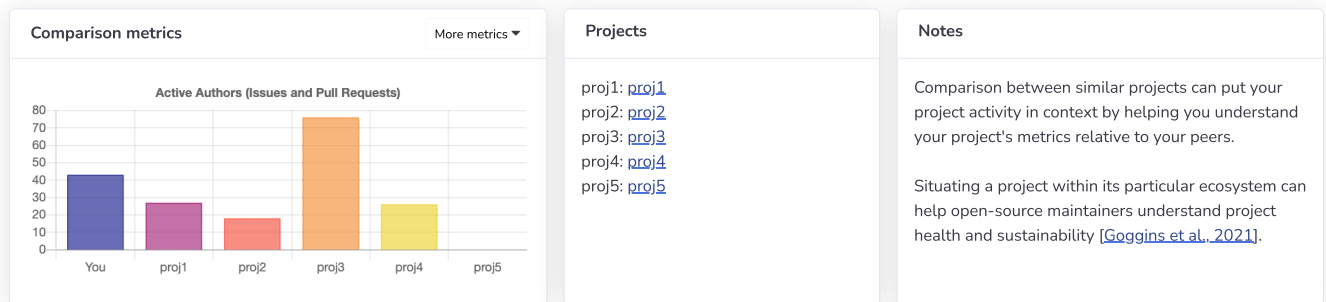 Comparison metrics
More metrics
Active Authors (Issues and Pull Requests)
80
70
60
50
40
30
20
10
0
You proj1 proj2 proj3 proj4 proj5
Projects
proj1: proj1
proj2: proj2
proj3: proj3
proj4: proj4
proj5: proj5
Notes
Comparison between similar projects can put your
project activity in context by helping you understand
your project's metrics relative to your peers.
Situating a project within its particular ecosystem can
help open-source maintainers understand project
health and sustainability [Goggins et al., 2021].